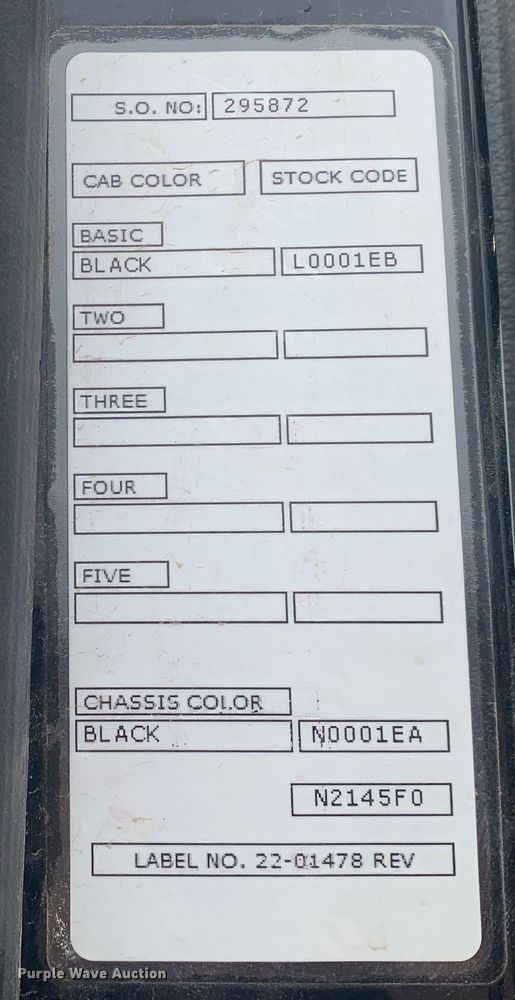 S.O. NO: 295872
CAB COLOR STOCK CODE
BASIC
BLACK L0001EB
TWO
THREE
FOUR
FIVE
CHASSIS COLOR
BLACK N0001EA
N2145F0
LABEL NO. 22-01478 REV
Purple Wave Auction